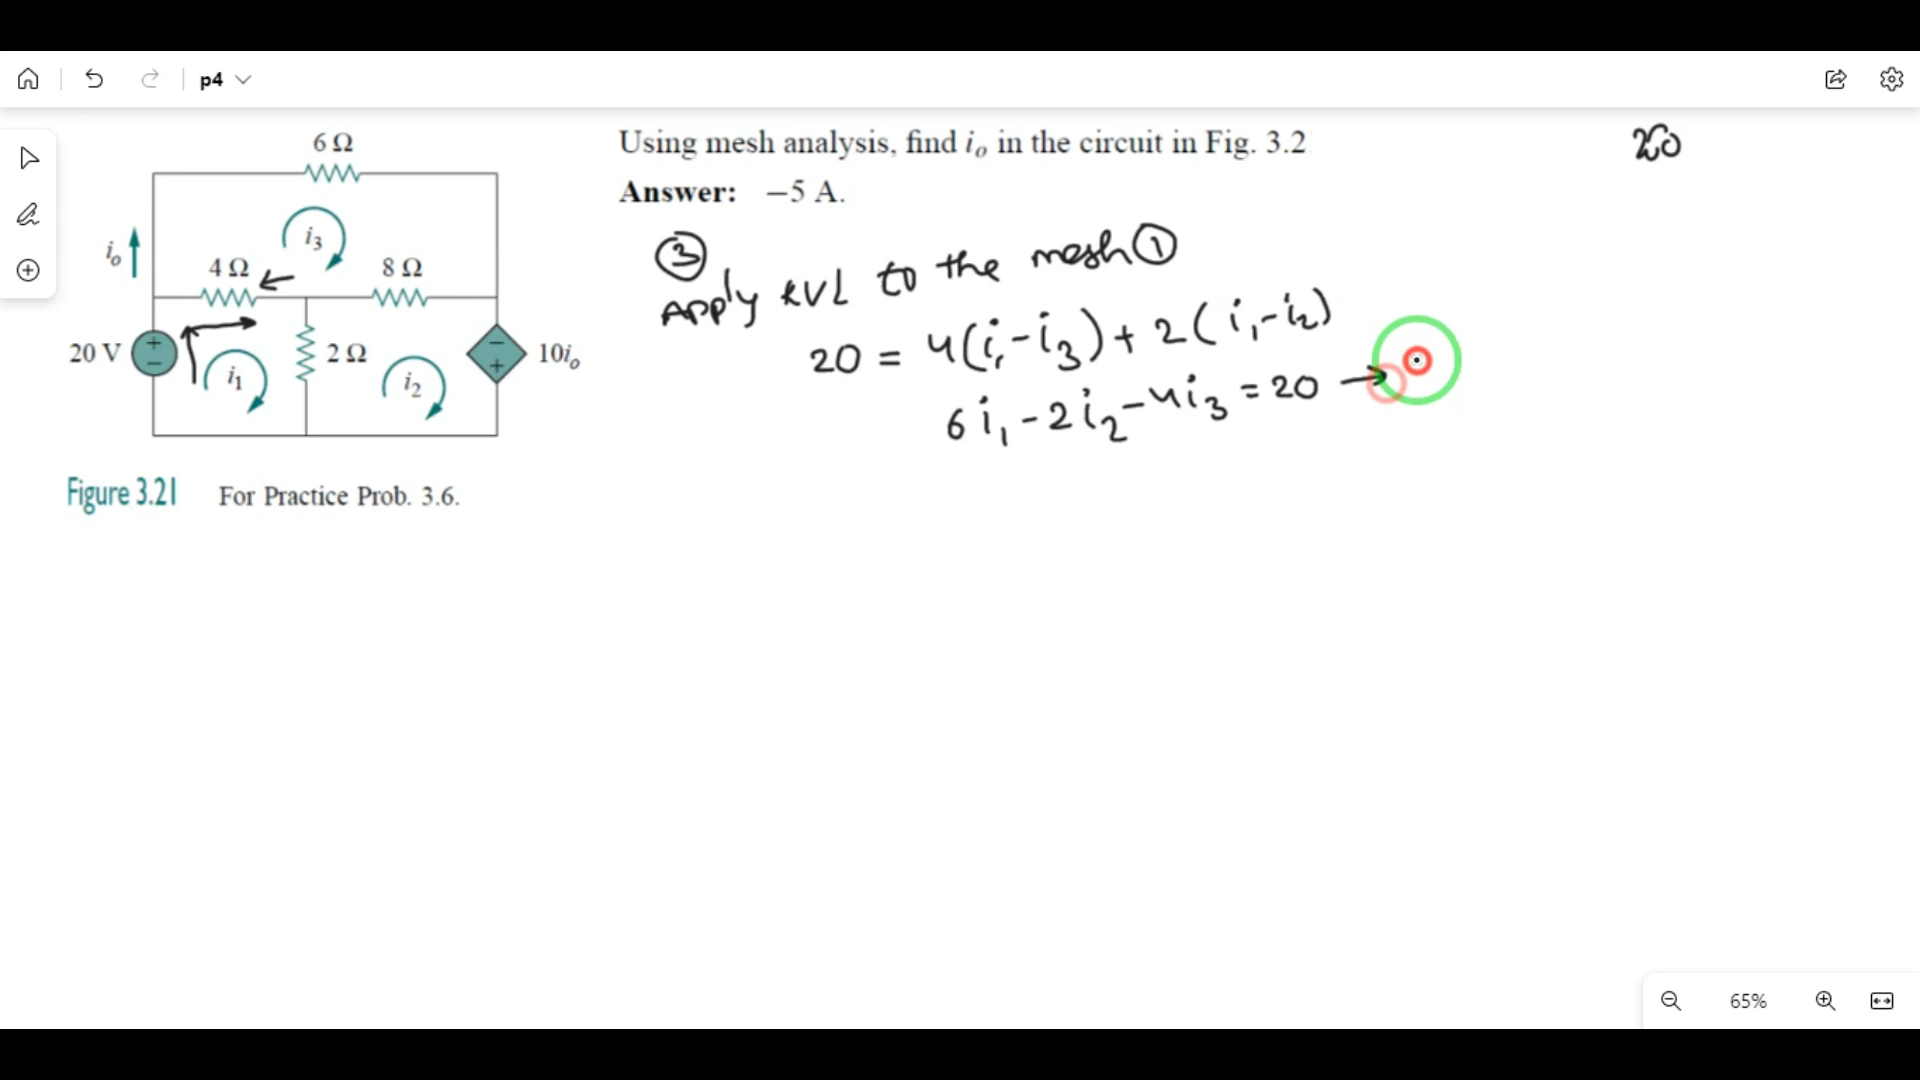 p4
6 Ω
i3
io
4 Ω
8 Ω
20 V
+
−
i1
2 Ω
i2
−
+
10io
Figure 3.21 For Practice Prob. 3.6.
Using mesh analysis, find io in the circuit in Fig. 3.2
Answer: −5 A.
③
Apply KVL to the mesh ①
20 = 4(i1-i3)+2(i1-i2)
6i1-2i2-4i3=20 →
65%